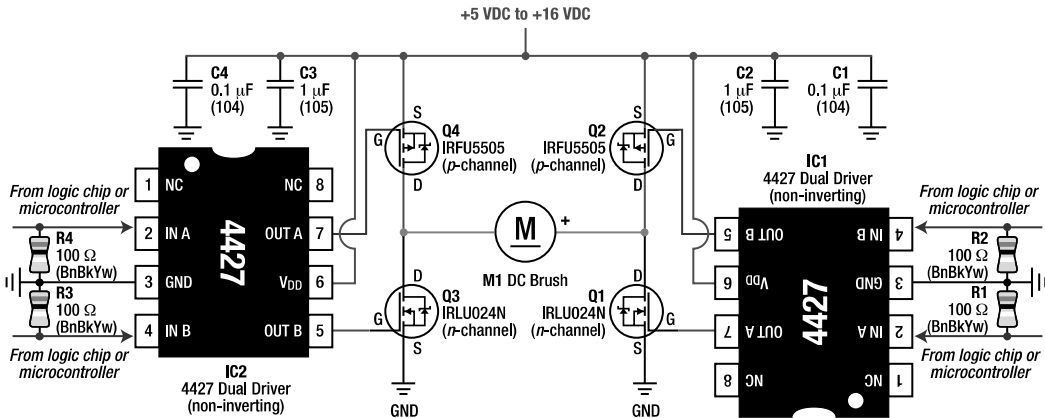 +5 VDC to +16 VDC
C4
0.1 µF
(104)
C3
1 µF
(105)
C2
1 µF
(105)
C1
0.1 µF
(104)
S
G
D
Q4
IRFU5505
(p-channel)
Q2
IRFU5505
(p-channel)
S
G
D
IC1
4427 Dual Driver
(non-inverting)
From logic chip or
microcontroller
R4
100 Ω
(BnBkYw)
R3
100 Ω
(BnBkYw)
From logic chip or
microcontroller
1 NC
2 IN A
3 GND
4 IN B
4427
NC 8
OUT A 7
VDD 6
OUT B 5
IC2
4427 Dual Driver
(non-inverting)
M
+
M1 DC Brush
D
G
S
Q3
IRLU024N
(n-channel)
GND
Q1
IRLU024N
(n-channel)
D
G
S
GND
5 OUT B
6 VDD
7 OUT A
8 NC
4427
IN B 4
GND 3
IN A 2
NC 1
From logic chip or
microcontroller
R2
100 Ω
(BnBkYw)
R1
100 Ω
(BnBkYw)
From logic chip or
microcontroller